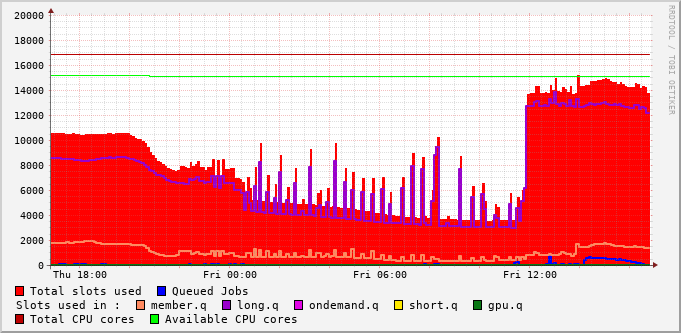 20000
18000
16000
14000
12000
10000
8000
6000
4000
2000
0
Thu 18:00 Fri 00:00 Fri 06:00 Fri 12:00
RRDTOOL / TOBI OETIKER
Total slots used Queued Jobs
Slots used in : member.q long.q ondemand.q short.q gpu.q
Total CPU cores Available CPU cores